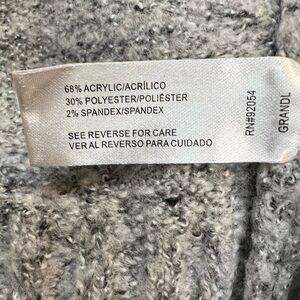 68% ACRYLIC/ACRÍLICO
30% POLYESTER/POLIÉSTER
2% SPANDEX/SPANDEX
SEE REVERSE FOR CARE
VER AL REVERSO PARA CUIDADO
RN#92054
GRANDL